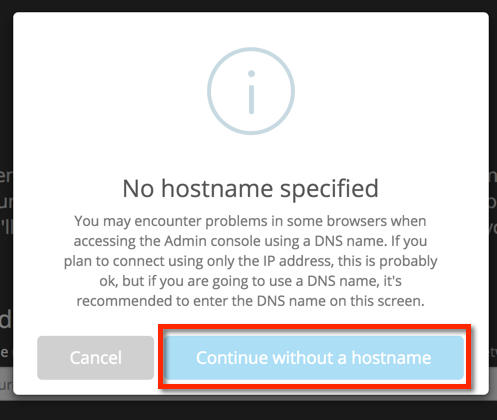 No hostname specified
You may encounter problems in some browsers when
accessing the Admin console using a DNS name. If you
plan to connect using only the IP address, this is probably
ok, but if you are going to use a DNS name, it's
recommended to enter the DNS name on this screen.
Cancel
Continue without a hostname